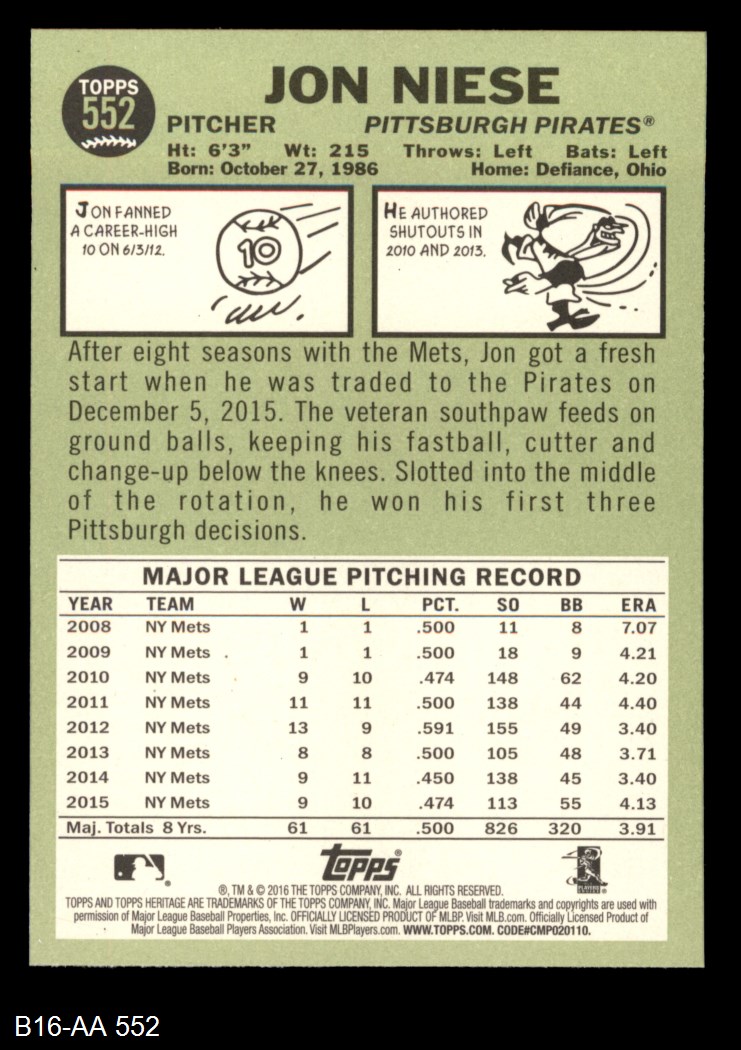 TOPPS
552
JON NIESE
PITCHER PITTSBURGH PIRATES®
Ht: 6'3" Wt: 215 Throws: Left Bats: Left
Born: October 27, 1986 Home: Defiance, Ohio
JON FANNED
A CAREER-HIGH
10 ON 6/3/12.
10
HE AUTHORED
SHUTOUTS IN
2010 AND 2013.
After eight seasons with the Mets, Jon got a fresh
start when he was traded to the Pirates on
December 5, 2015. The veteran southpaw feeds on
ground balls, keeping his fastball, cutter and
change-up below the knees. Slotted into the middle
of the rotation, he won his first three
Pittsburgh decisions.
MAJOR LEAGUE PITCHING RECORD
YEAR TEAM W L PCT. SO BB ERA
2008 NY Mets 1 1 .500 11 8 7.07
2009 NY Mets 1 1 .500 18 9 4.21
2010 NY Mets 9 10 .474 148 62 4.20
2011 NY Mets 11 11 .500 138 44 4.40
2012 NY Mets 13 9 .591 155 49 3.40
2013 NY Mets 8 8 .500 105 48 3.71
2014 NY Mets 9 11 .450 138 45 3.40
2015 NY Mets 9 10 .474 113 55 4.13
Maj. Totals 8 Yrs. 61 61 .500 826 320 3.91
Topps®
®, TM & © 2016 THE TOPPS COMPANY, INC. ALL RIGHTS RESERVED.
TOPPS AND TOPPS HERITAGE ARE TRADEMARKS OF THE TOPPS COMPANY, INC. Major League Baseball trademarks and copyrights are used with
permission of Major League Baseball Properties, Inc. OFFICIALLY LICENSED PRODUCT OF MLBP. Visit MLB.com. Officially Licensed Product of
Major League Baseball Players Association. Visit MLBPlayers.com. WWW.TOPPS.COM. CODE#CMP020110.
B16-AA 552